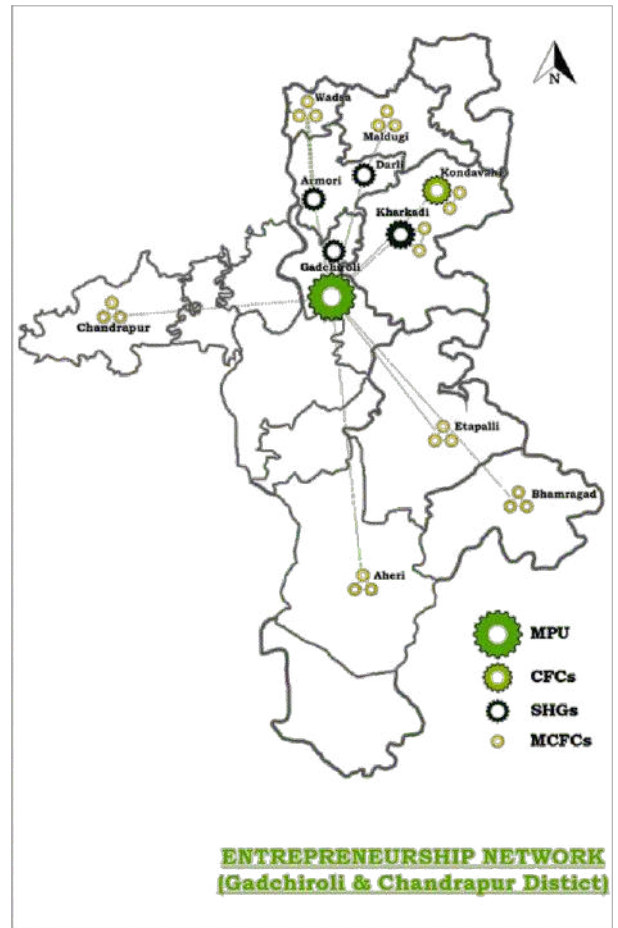 N
Wadsa
Maldugi
Darli
Armori
Kondavahi
Kharkadi
Gadchiroli
Chandrapur
Etapalli
Bhamragad
Aheri
MPU
CFCs
SHGs
MCFCs
ENTREPRENEURSHIP NETWORK
(Gadchiroli & Chandrapur Distict)